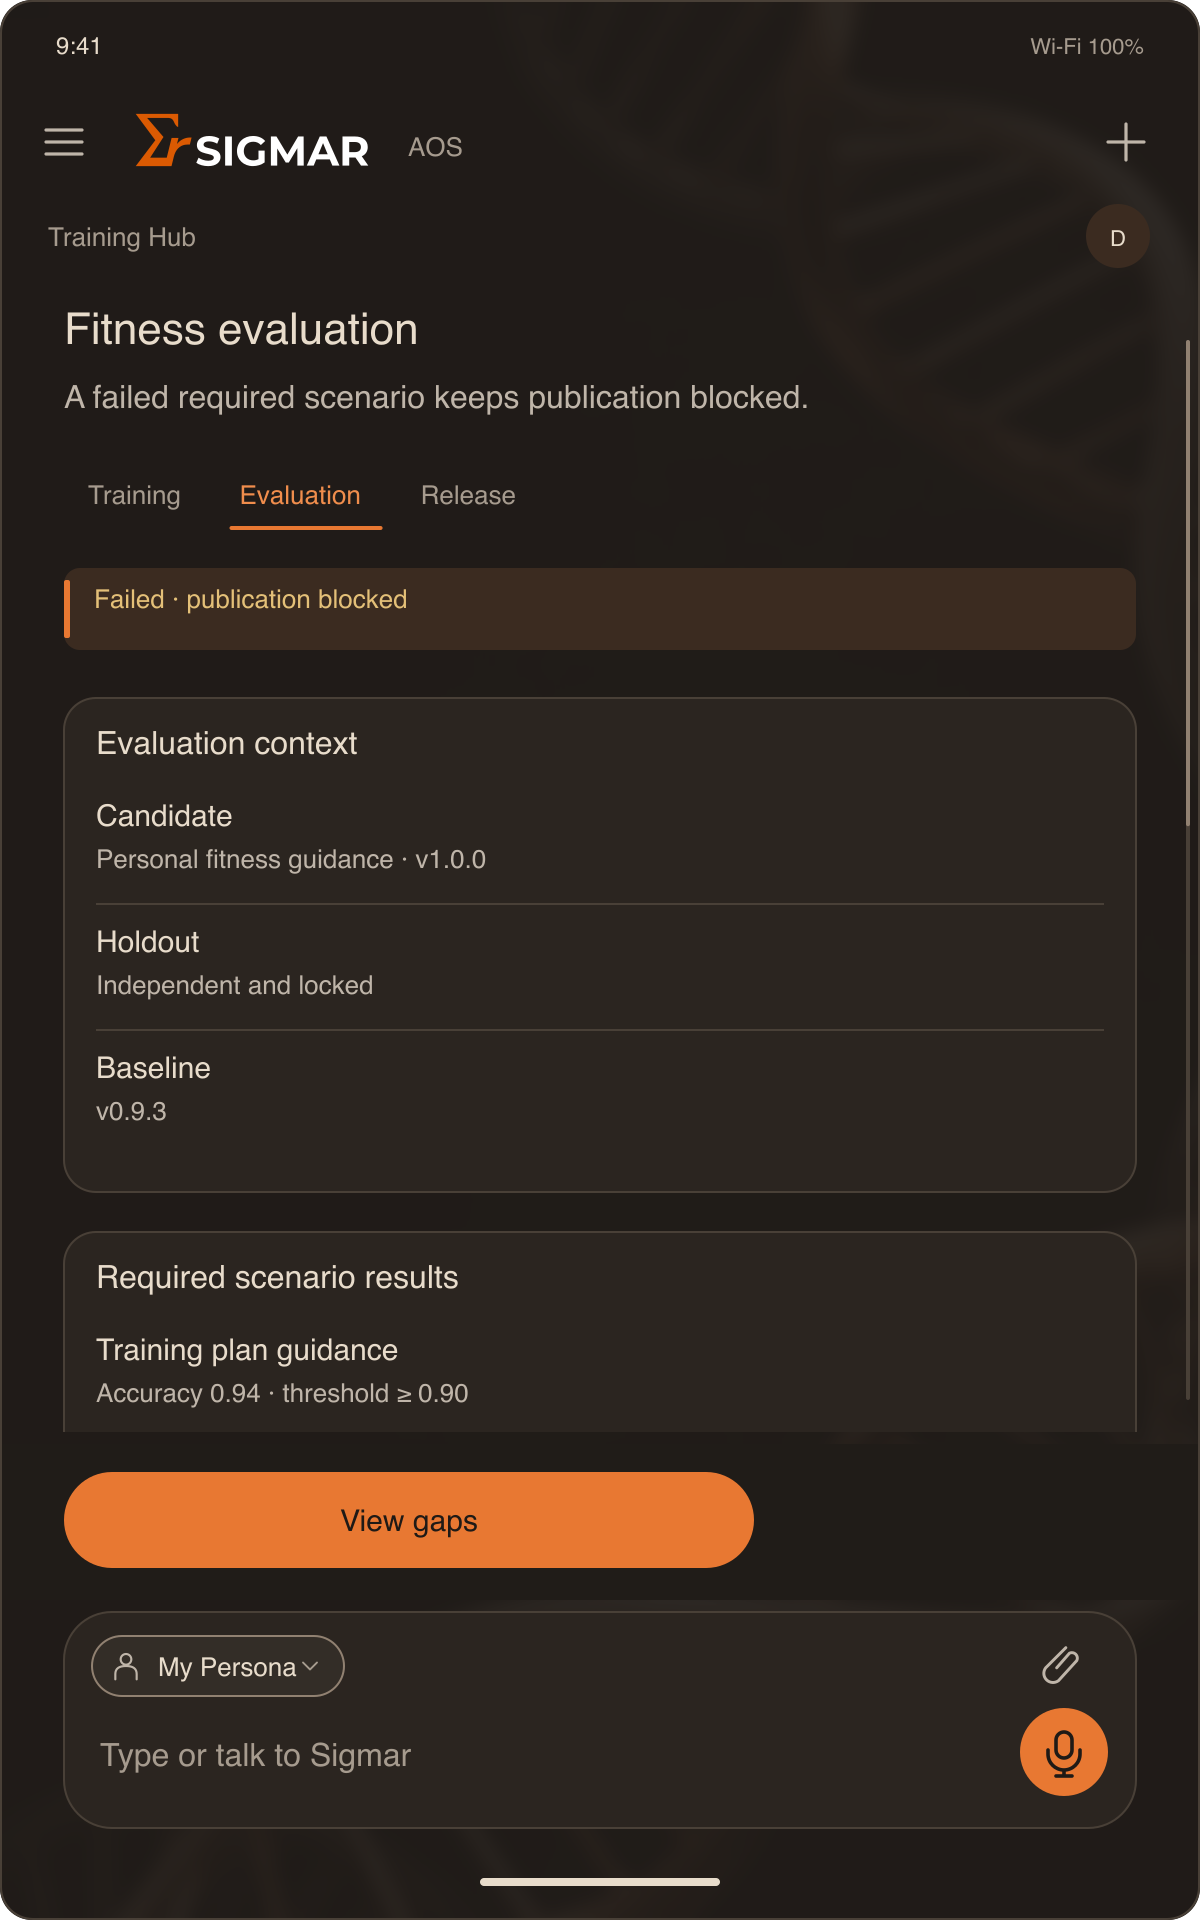 9:41
Wi-Fi 100%
Σr SIGMAR AOS
Training Hub
D
Fitness evaluation
A failed required scenario keeps publication blocked.
Training Evaluation Release
Failed · publication blocked
Evaluation context
Candidate
Personal fitness guidance · v1.0.0
Holdout
Independent and locked
Baseline
v0.9.3
Required scenario results
Training plan guidance
Accuracy 0.94 · threshold ≥ 0.90
View gaps
My Persona
Type or talk to Sigmar